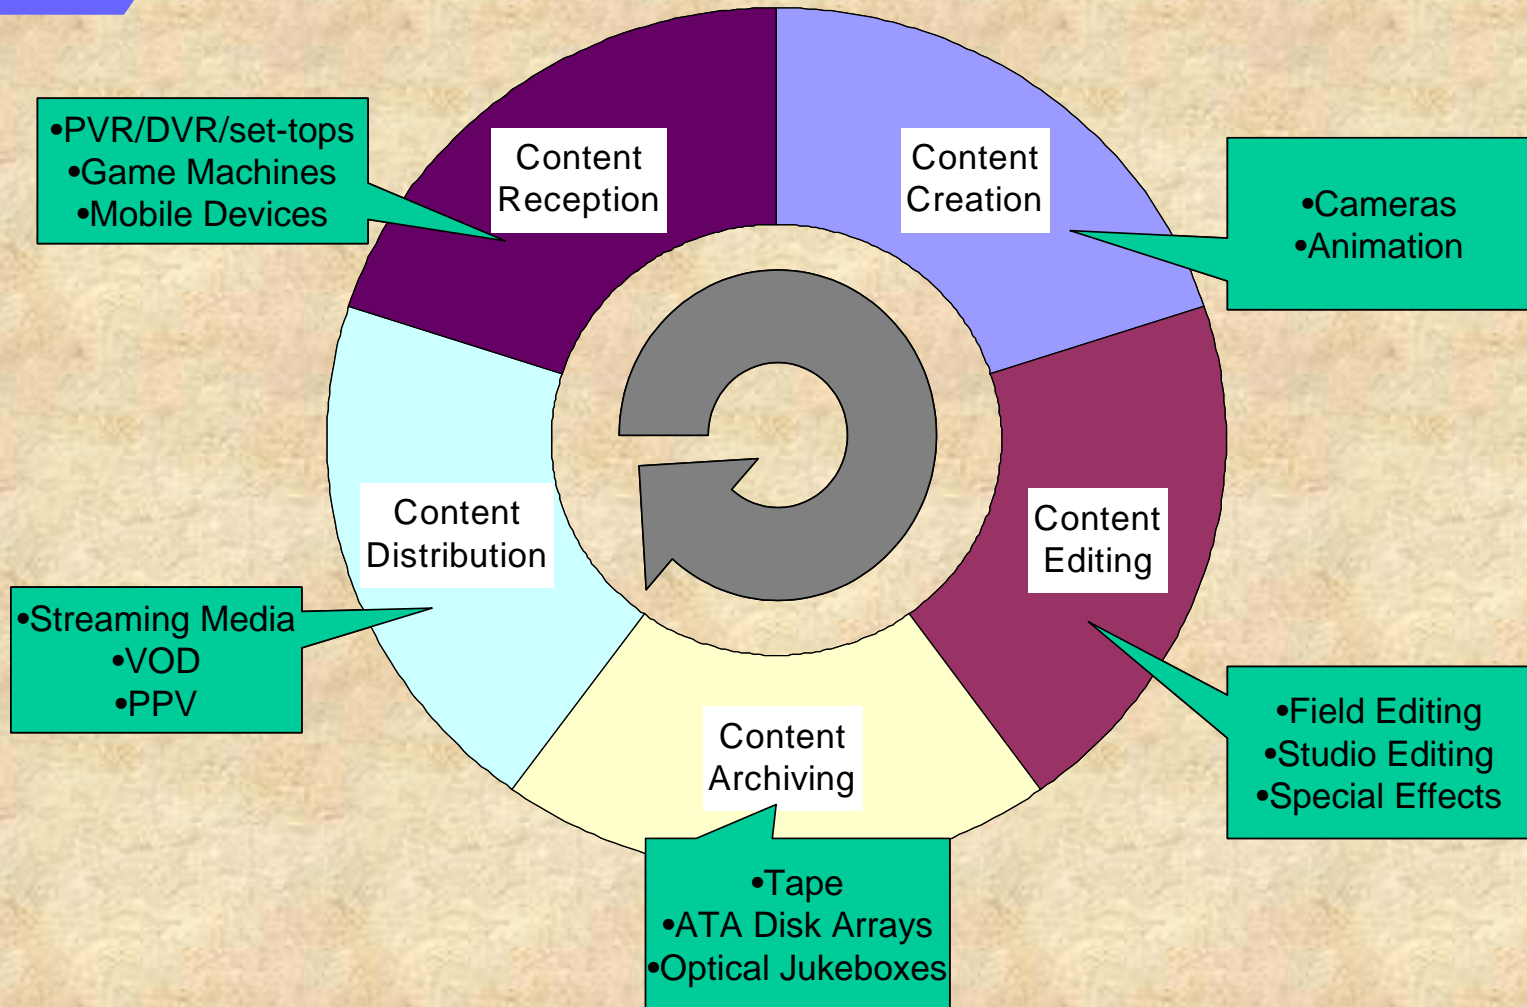 Content
Creation
•Cameras
•Animation
Content
Editing
•Field Editing
•Studio Editing
•Special Effects
Content
Archiving
•Tape
•ATA Disk Arrays
•Optical Jukeboxes
Content
Distribution
•Streaming Media
•VOD
•PPV
Content
Reception
•PVR/DVR/set-tops
•Game Machines
•Mobile Devices